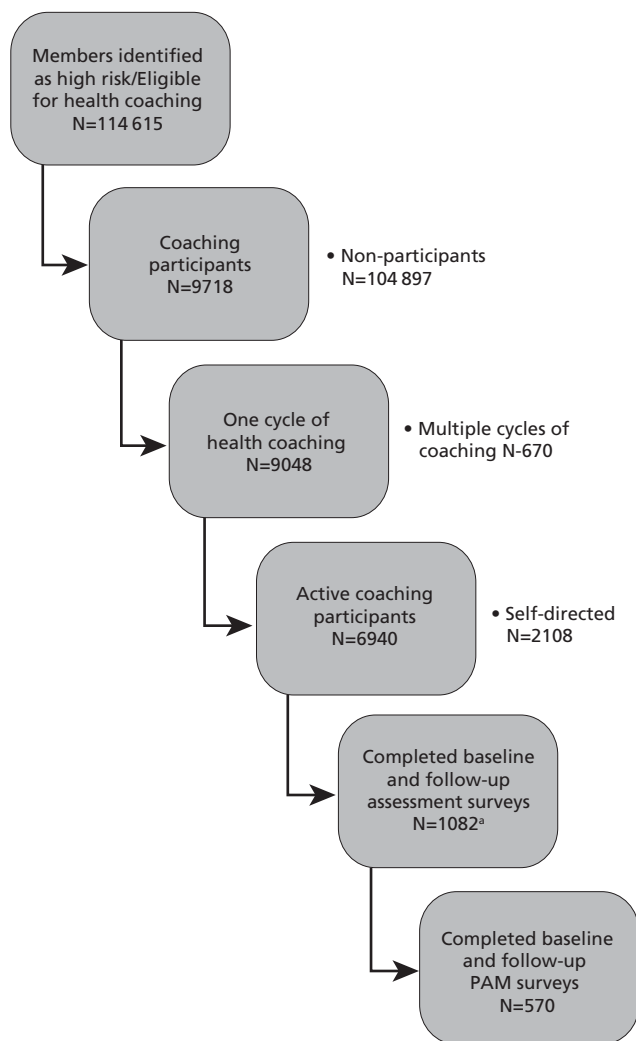 Members identified
as high risk/Eligible
for health coaching
N=114 615
Coaching
participants
N=9718
• Non-participants
N=104 897
One cycle of
health coaching
N=9048
• Multiple cycles of
coaching N-670
Active coaching
participants
N=6940
• Self-directed
N=2108
Completed baseline
and follow-up
assessment surveys
N=1082ᵃ
Completed baseline
and follow-up
PAM surveys
N=570